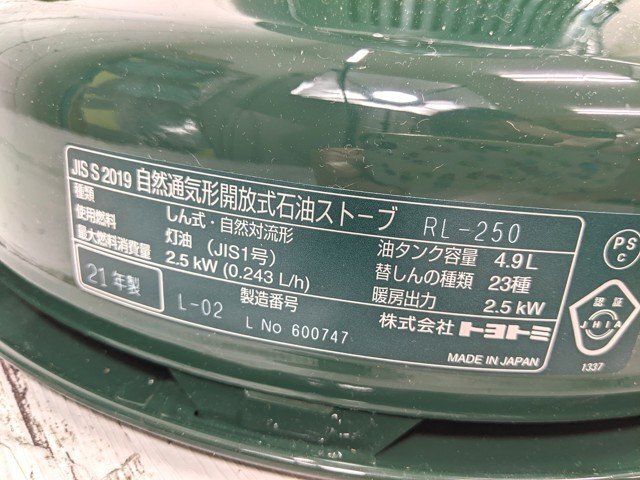 JIS S 2019 自然通気形開放式石油ストーブ RL-250
種類 しん式・自然対流形 油タンク容量 4.9L
使用燃料 灯油 (JIS1号) 替しんの種類 23種
最大燃料消費量 2.5 kW (0.243 L/h) 暖房出力 2.5 kW
21年製 L-02 製造番号 L No 600747 株式会社トヨトミ
MADE IN JAPAN
PS
C
認証
JHIA
1337